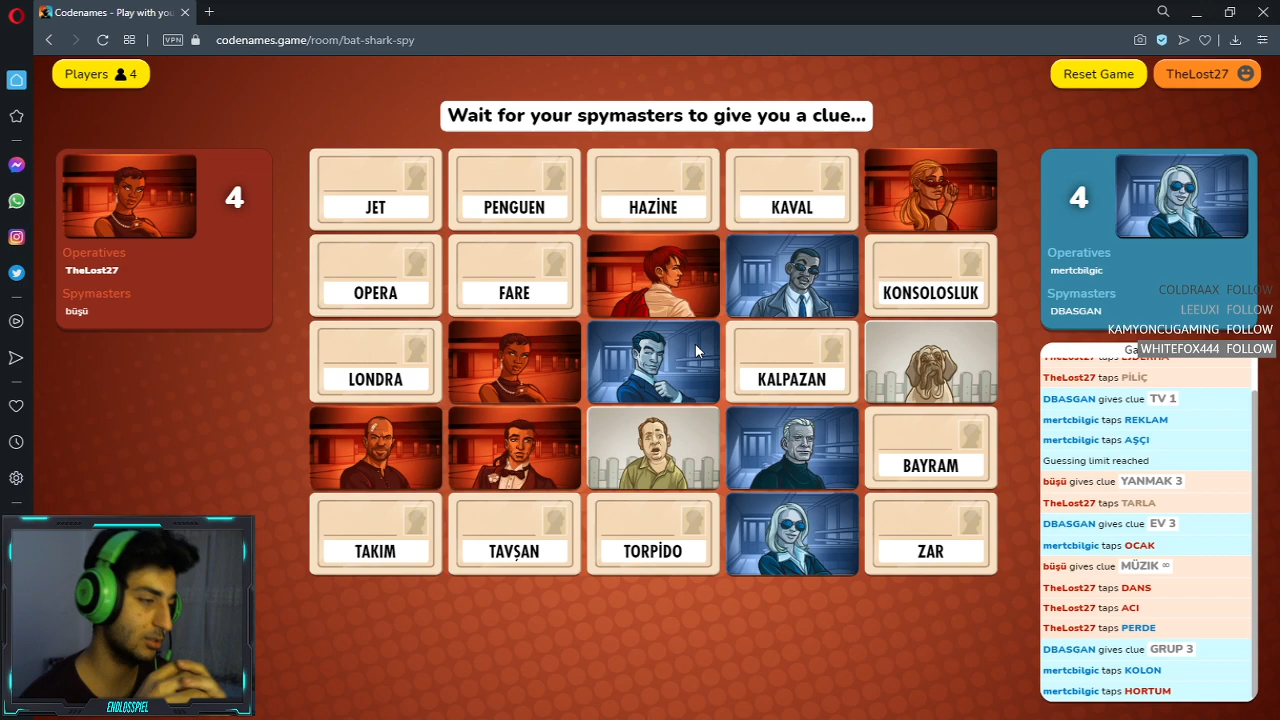 Codenames – Play with you
VPN
codenames.game/room/bat-shark-spy
Players 4
Reset Game
TheLost27
Wait for your spymasters to give you a clue...
4
Operatives
TheLost27
Spymasters
büşü
JET
PENGUEN
HAZİNE
KAVAL
OPERA
FARE
KONSOLOSLUK
LONDRA
KALPAZAN
BAYRAM
TAKIM
TAVŞAN
TORPİDO
ZAR
4
Operatives
mertcbilgic
Spymasters
DBASGAN
COLDRAAX FOLLOW
LEEUXI FOLLOW
KAMYONCUGAMING FOLLOW
WHITEFOX444 FOLLOW
TheLost27 taps PİLİÇ
DBASGAN gives clue TV 1
mertcbilgic taps REKLAM
mertcbilgic taps AŞÇI
Guessing limit reached
büşü gives clue YANMAK 3
TheLost27 taps TARLA
DBASGAN gives clue EV 3
mertcbilgic taps OCAK
büşü gives clue MÜZIK ∞
TheLost27 taps DANS
TheLost27 taps ACI
TheLost27 taps PERDE
DBASGAN gives clue GRUP 3
mertcbilgic taps KOLON
mertcbilgic taps HORTUM
ENDLOSSPIEL